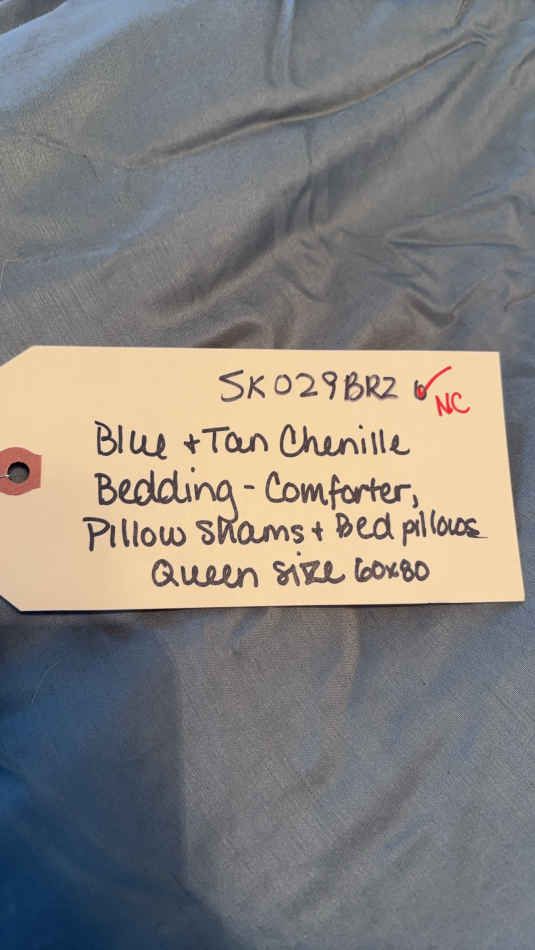 SK029BR2 NC
Blue + Tan Chenille
Bedding - Comforter,
Pillow Shams + Bed pillows
Queen Size 60x80